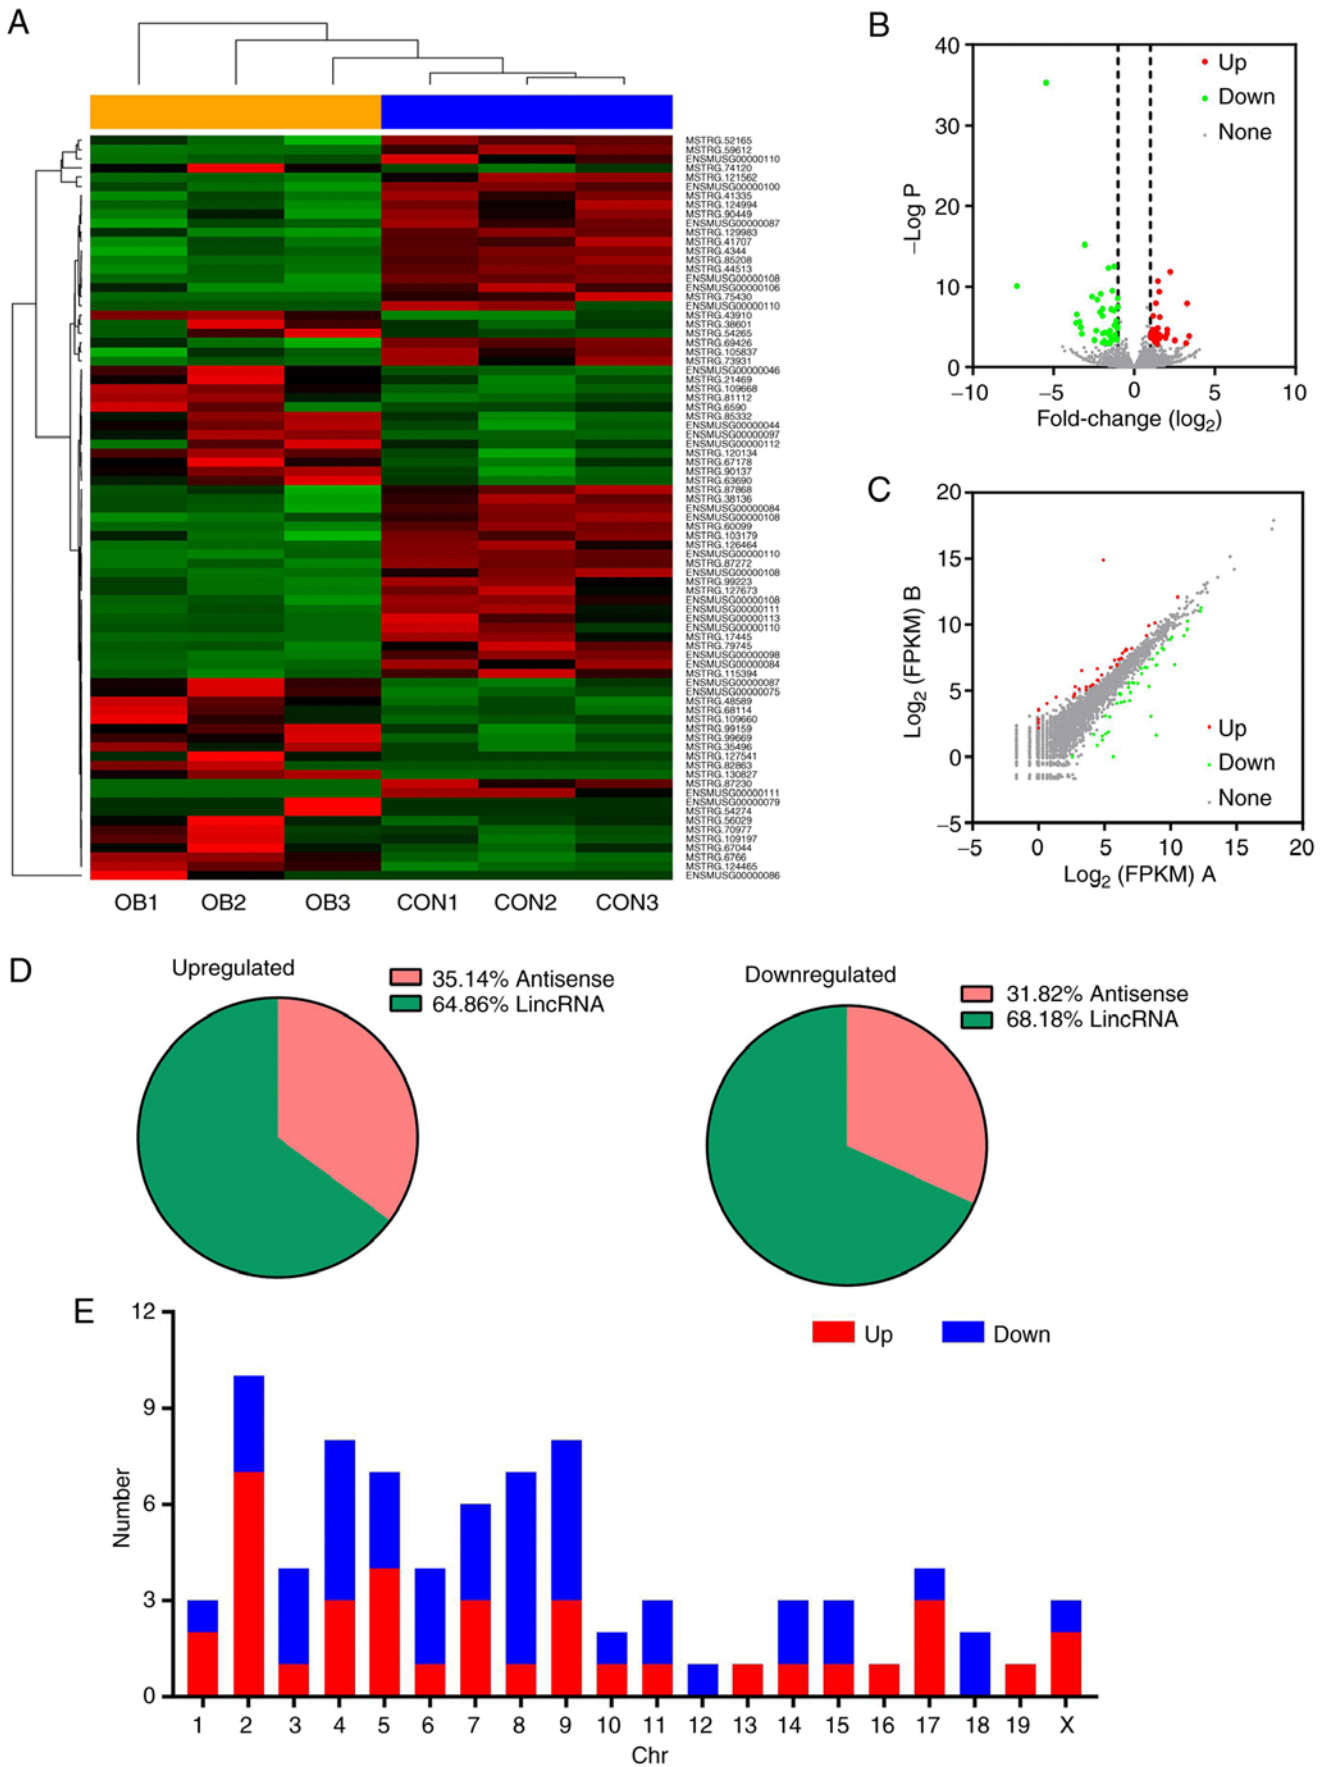 A
MSTRG.52165
MSTRG.59612
ENSMUSG00000110
MSTRG.74120
MSTRG.121562
ENSMUSG00000100
MSTRG.41335
MSTRG.124994
MSTRG.90449
ENSMUSG00000087
MSTRG.129983
MSTRG.41707
MSTRG.4344
MSTRG.85208
MSTRG.44513
ENSMUSG00000108
ENSMUSG00000106
MSTRG.75430
ENSMUSG00000110
MSTRG.43910
MSTRG.38601
MSTRG.54265
MSTRG.69426
MSTRG.105837
MSTRG.73931
ENSMUSG00000046
MSTRG.21469
MSTRG.109668
MSTRG.81112
MSTRG.6590
MSTRG.85332
ENSMUSG00000044
ENSMUSG00000097
ENSMUSG00000112
MSTRG.120134
MSTRG.67178
MSTRG.90137
MSTRG.63690
MSTRG.87868
MSTRG.38136
ENSMUSG00000084
ENSMUSG00000108
MSTRG.60099
MSTRG.103179
MSTRG.126464
ENSMUSG00000110
MSTRG.87272
ENSMUSG00000108
MSTRG.99223
MSTRG.127673
ENSMUSG00000108
ENSMUSG00000111
ENSMUSG00000113
ENSMUSG00000110
MSTRG.17445
MSTRG.79745
ENSMUSG00000098
ENSMUSG00000084
MSTRG.115394
ENSMUSG00000087
ENSMUSG00000075
MSTRG.48589
MSTRG.68114
MSTRG.109660
MSTRG.99159
MSTRG.99669
MSTRG.35496
MSTRG.127541
MSTRG.82863
MSTRG.130827
MSTRG.87230
ENSMUSG00000111
ENSMUSG00000079
MSTRG.54274
MSTRG.56029
MSTRG.70977
MSTRG.109197
MSTRG.67044
MSTRG.6766
MSTRG.124465
ENSMUSG00000086
OB1 OB2 OB3 CON1 CON2 CON3
B
40
30
20
10
0
−Log P
Up
Down
None
−10 −5 0 5 10
Fold-change (log2)
C
20
15
10
5
0
−5
Log2 (FPKM) B
Up
Down
None
−5 0 5 10 15 20
Log2 (FPKM) A
D
Upregulated
35.14% Antisense
64.86% LincRNA
Downregulated
31.82% Antisense
68.18% LincRNA
E
12
9
6
3
0
Number
Up Down
1 2 3 4 5 6 7 8 9 10 11 12 13 14 15 16 17 18 19 X
Chr